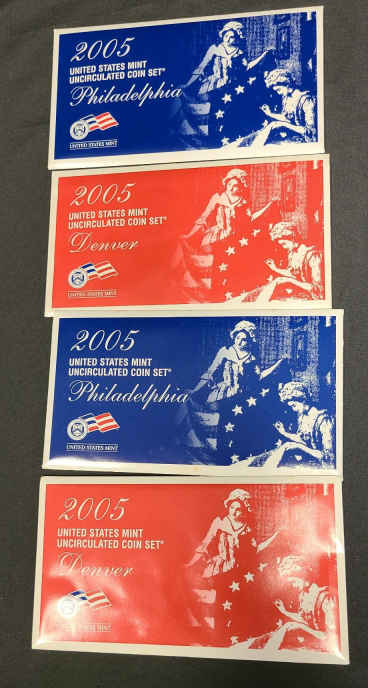 2005
UNITED STATES MINT
UNCIRCULATED COIN SET®
Philadelphia
UNITED STATES MINT
2005
UNITED STATES MINT
UNCIRCULATED COIN SET®
Denver
UNITED STATES MINT
2005
UNITED STATES MINT
UNCIRCULATED COIN SET®
Philadelphia
UNITED STATES MINT
2005
UNITED STATES MINT
UNCIRCULATED COIN SET®
Denver
STATES MINT